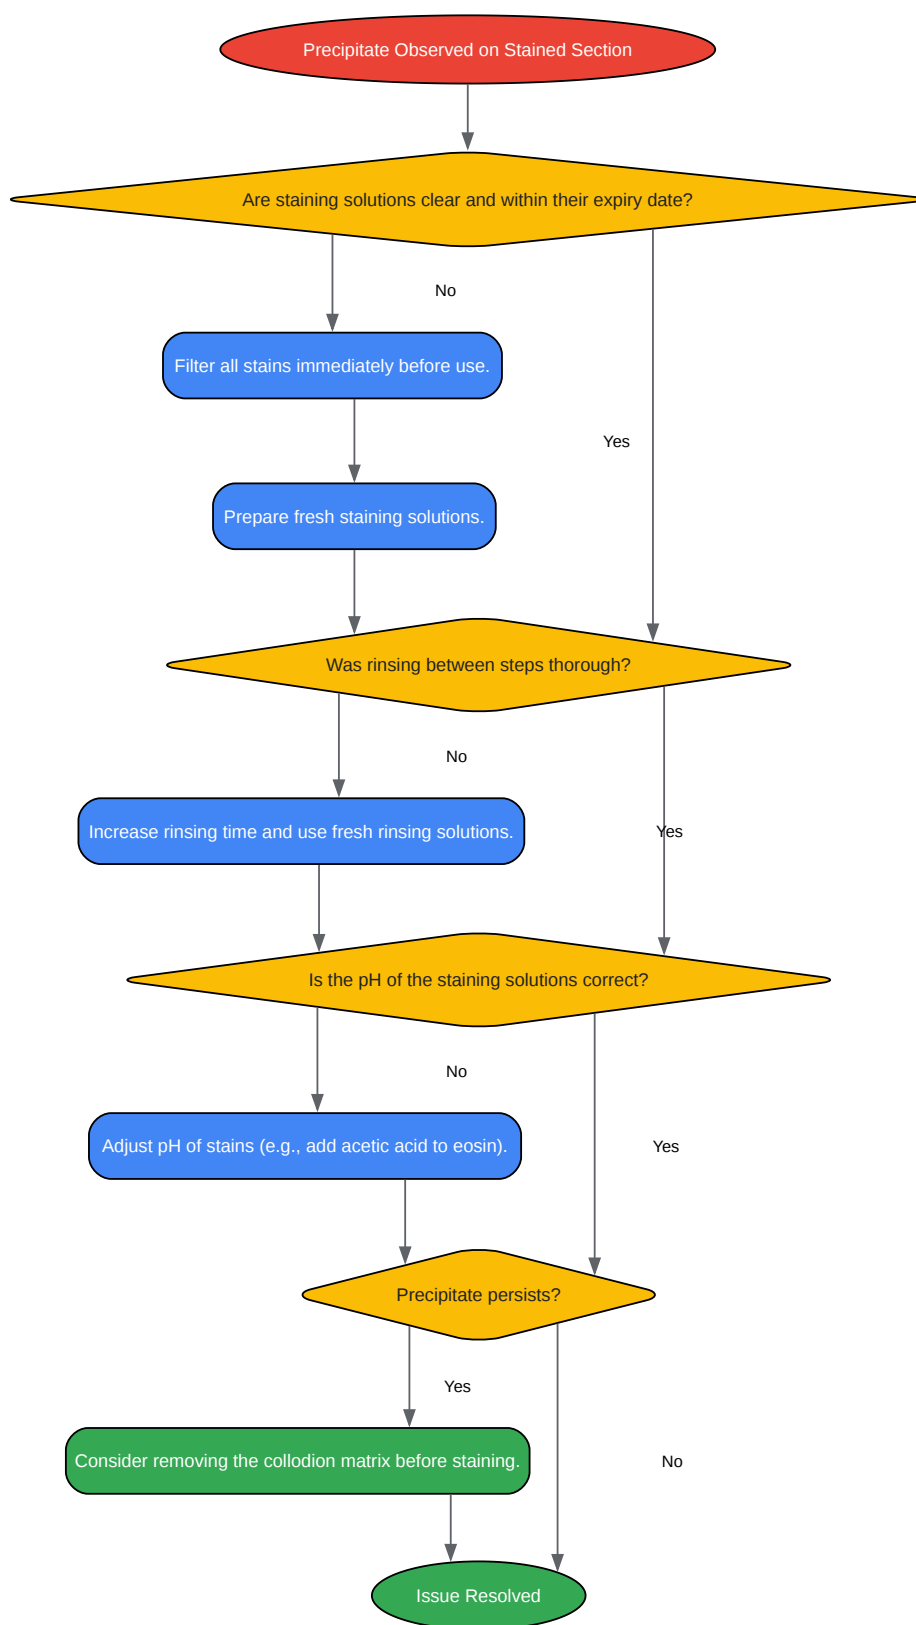 Precipitate Observed on Stained Section
Are staining solutions clear and within their expiry date?
No
Filter all stains immediately before use.
Yes
Prepare fresh staining solutions.
Was rinsing between steps thorough?
No
Increase rinsing time and use fresh rinsing solutions.
Yes
Is the pH of the staining solutions correct?
No
Adjust pH of stains (e.g., add acetic acid to eosin).
Yes
Precipitate persists?
Yes
Consider removing the collodion matrix before staining.
No
Issue Resolved